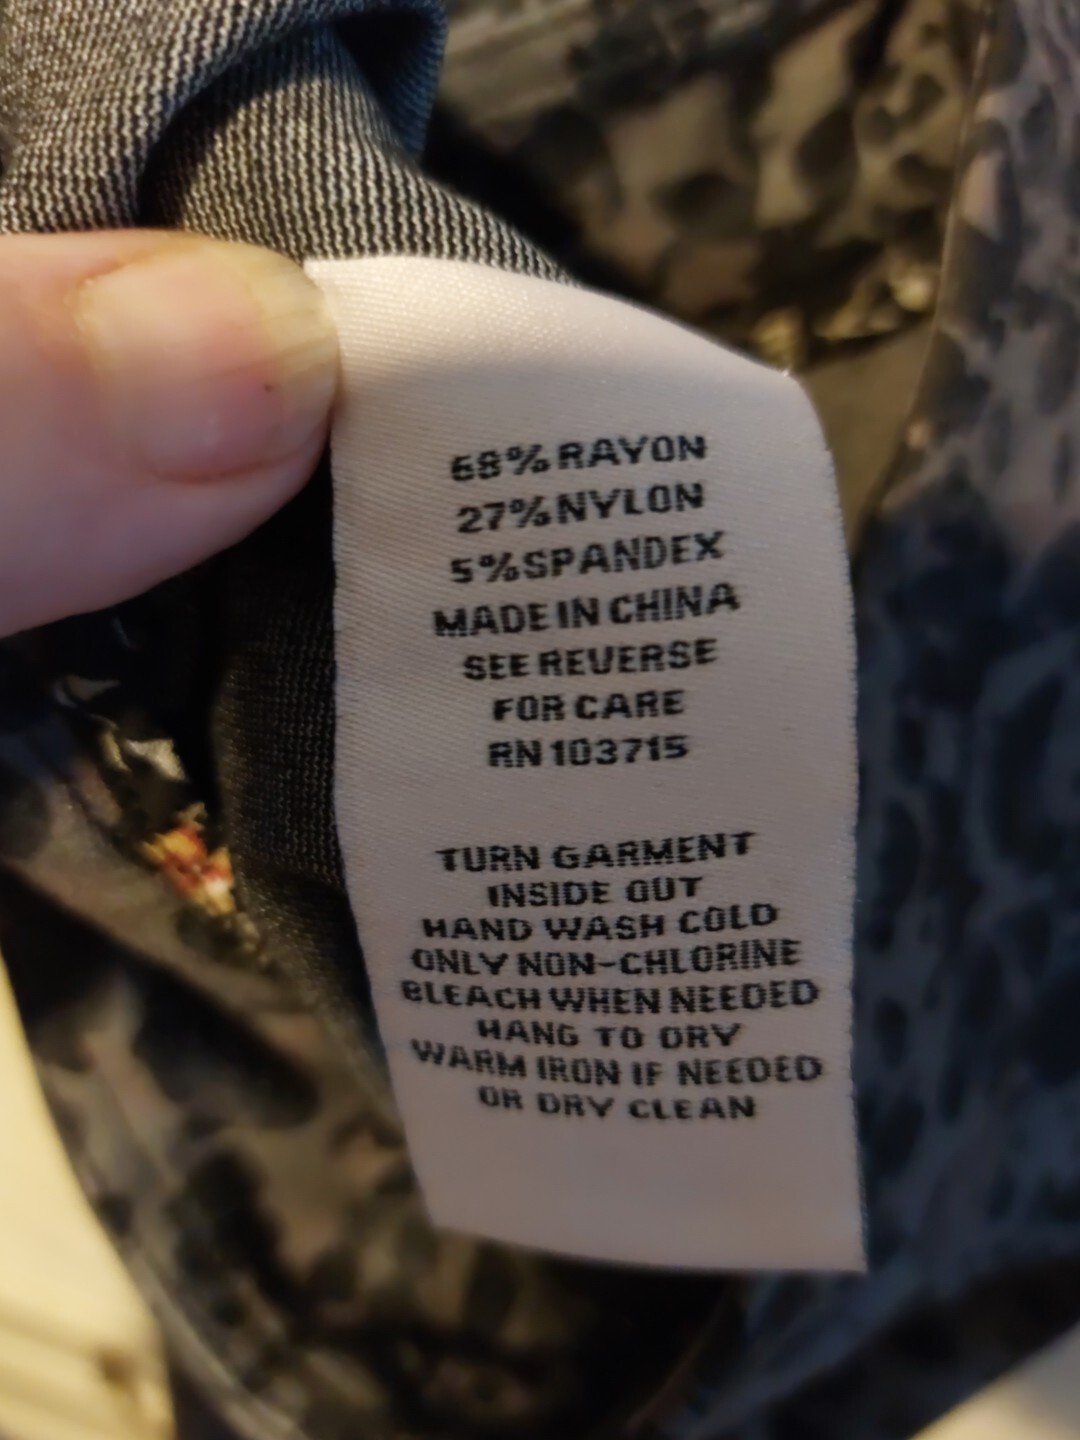 68% RAYON
27% NYLON
5% SPANDEX
MADE IN CHINA
SEE REVERSE
FOR CARE
RN 103715
TURN GARMENT
INSIDE OUT
HAND WASH COLD
ONLY NON-CHLORINE
BLEACH WHEN NEEDED
HANG TO DRY
WARM IRON IF NEEDED
OR DRY CLEAN